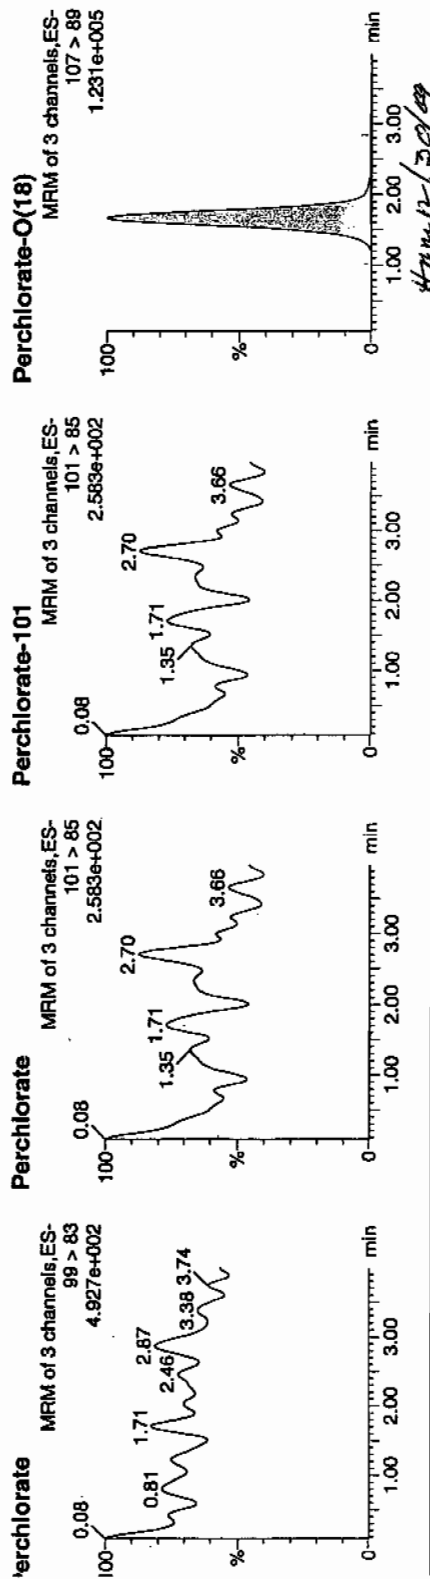 Perchlorate
MRM of 3 channels,ES-
99 > 83
4.927e+002
100
0.08
0.81
1.71
2.46
2.87
3.38
3.74
%
0
1.00
2.00
3.00
min
Perchlorate
MRM of 3 channels,ES-
101 > 85
2.583e+002
100
0.08
1.35
1.71
2.70
3.66
%
0
1.00
2.00
3.00
min
Perchlorate-101
MRM of 3 channels,ES-
101 > 85
2.583e+002
100
0.08
1.35
1.71
2.70
3.66
%
0
1.00
2.00
3.00
min
Perchlorate-O(18)
MRM of 3 channels,ES-
107 > 89
1.231e+005
100
%
0
1.00
2.00
3.00
min
12/30/09